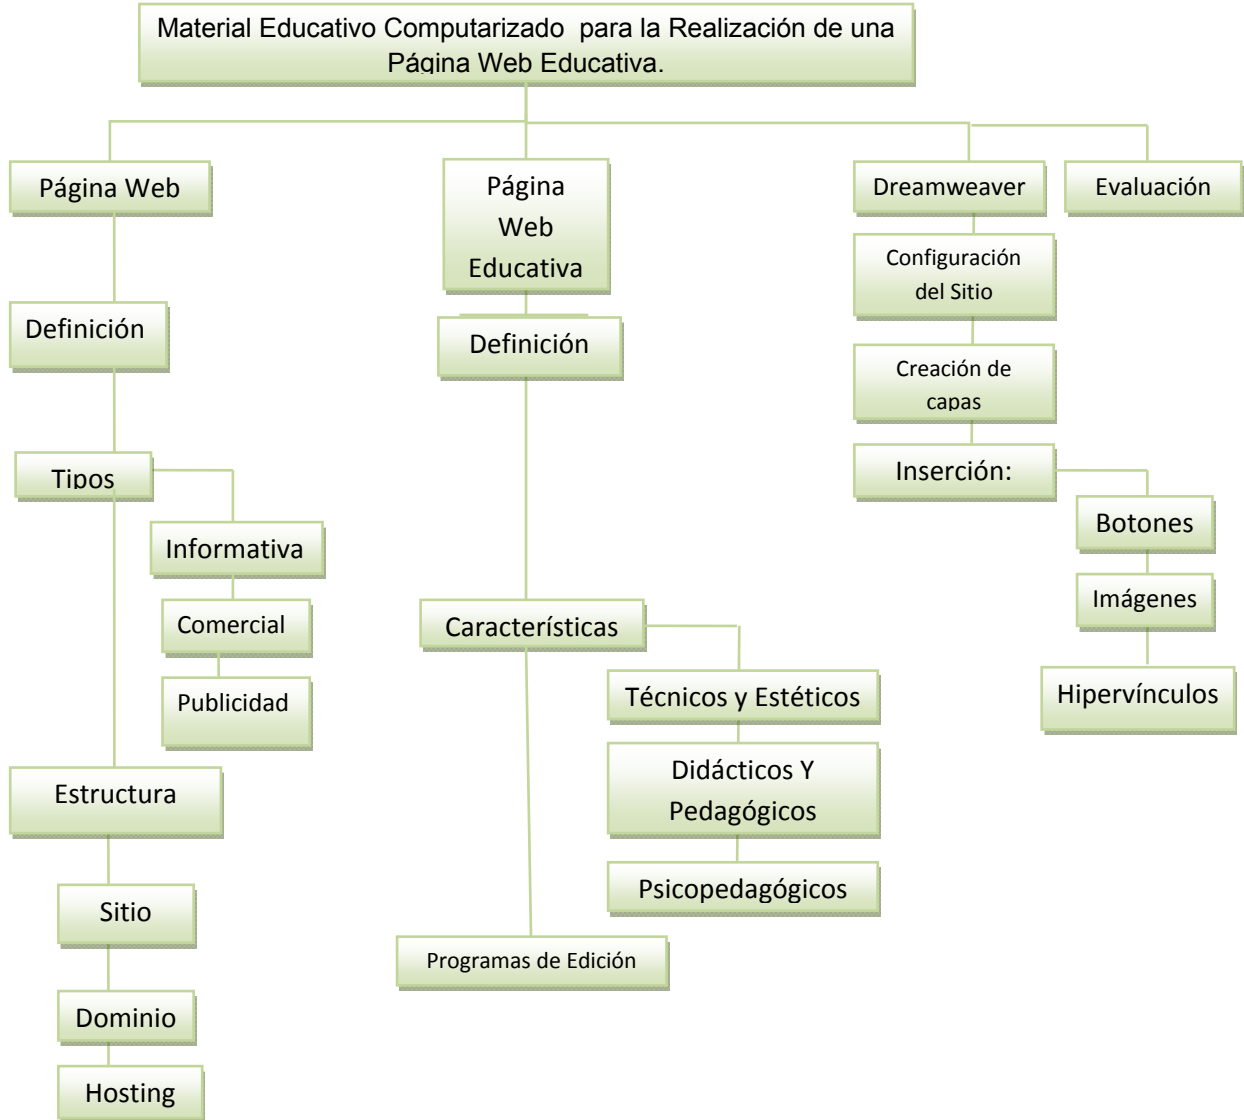 Material Educativo Computarizado para la Realización de una
Página Web Educativa.
Página Web
Definición
Tipos
Informativa
Comercial
Publicidad
Estructura
Sitio
Dominio
Hosting
Página
Web
Educativa
Definición
Características
Técnicos y Estéticos
Didácticos Y
Pedagógicos
Psicopedagógicos
Programas de Edición
Dreamweaver
Configuración
del Sitio
Creación de
capas
Inserción:
Botones
Imágenes
Hipervínculos
Evaluación